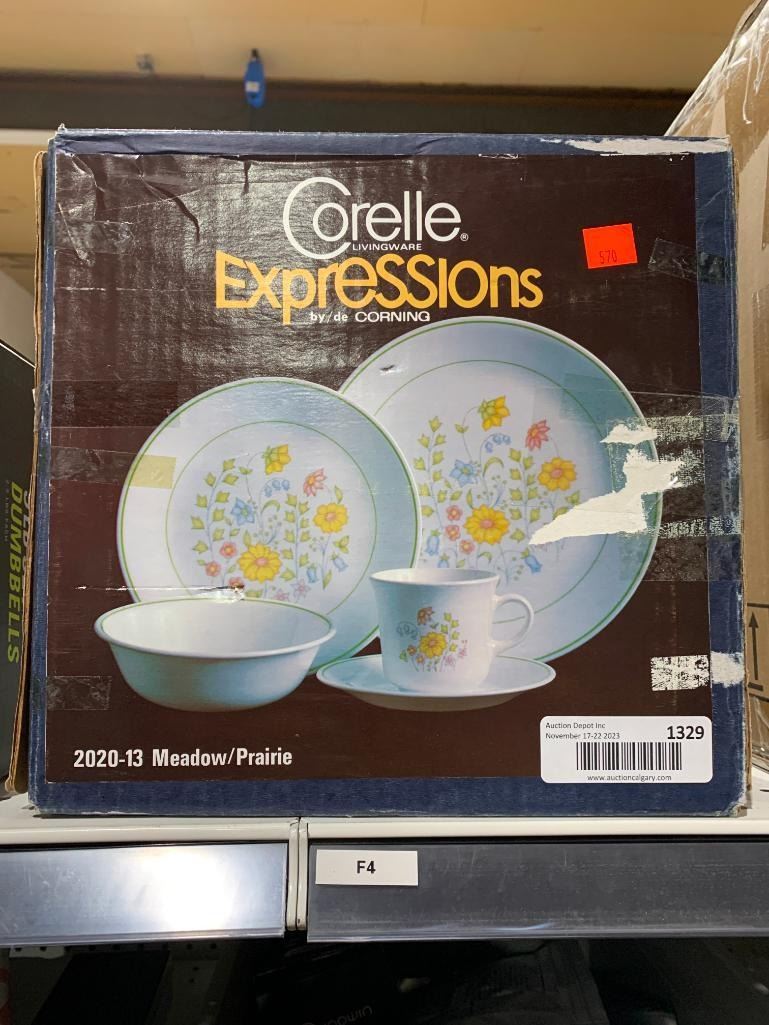 Corelle®
LIVINGWARE
Expressions
by/de CORNING
570
2020-13 Meadow/Prairie
Auction Depot Inc
November 17-22 2023
1329
www.auctioncalgary.com
F4
DUMBBELLS